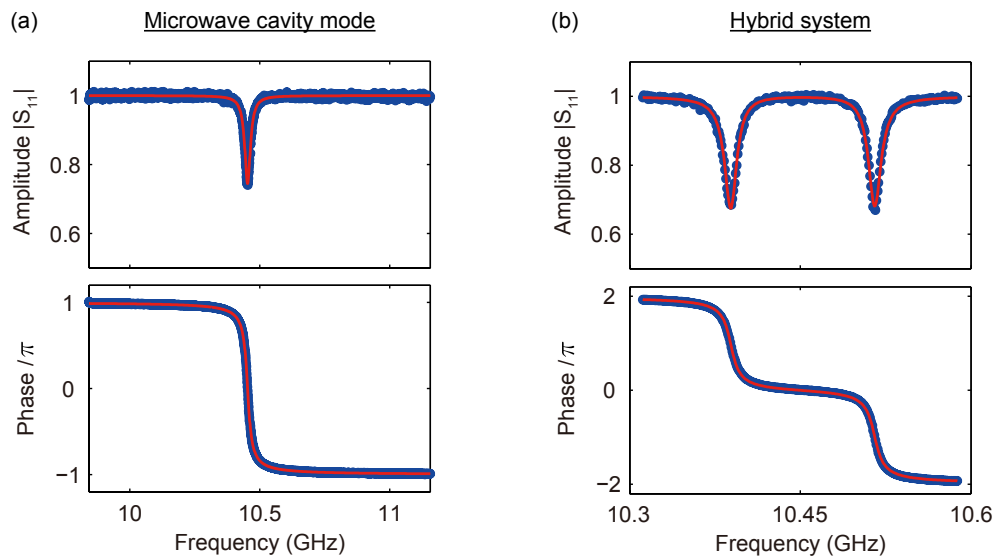 (a)
Microwave cavity mode
Amplitude |S11|
1
0.8
0.6
Phase /π
1
0
−1
10
10.5
11
Frequency (GHz)
(b)
Hybrid system
Amplitude |S11|
1
0.8
0.6
Phase /π
2
0
−2
10.3
10.45
10.6
Frequency (GHz)